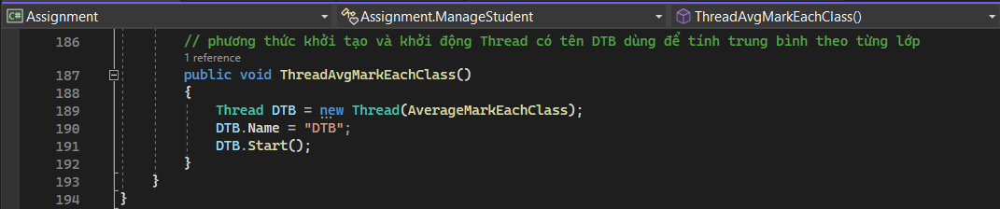 C# Assignment Assignment.ManageStudent ThreadAvgMarkEachClass()
186 // phương thức khởi tạo và khởi động Thread có tên DTB dùng để tính trung bình theo từng lớp
1 reference
187 public void ThreadAvgMarkEachClass()
188 {
189 Thread DTB = new Thread(AverageMarkEachClass);
190 DTB.Name = "DTB";
191 DTB.Start();
192 }
193 }
194 }